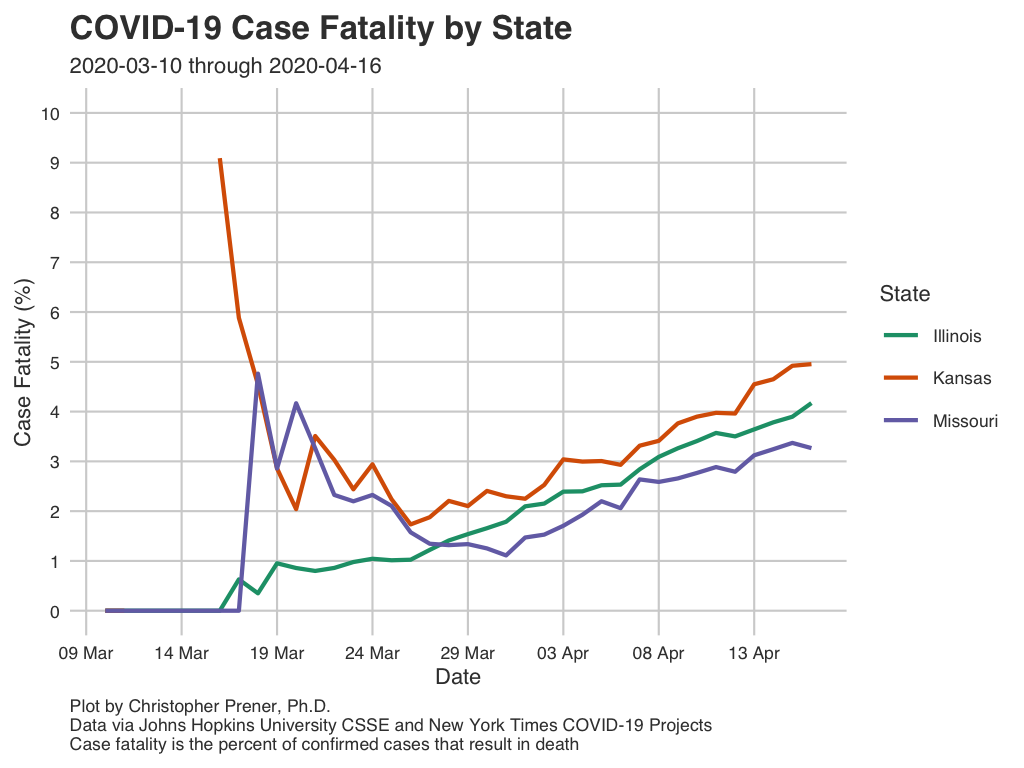 COVID-19 Case Fatality by State
2020-03-10 through 2020-04-16
10
9
8
7
6
5
4
3
2
1
0
Case Fatality (%)
09 Mar
14 Mar
19 Mar
24 Mar
29 Mar
03 Apr
08 Apr
13 Apr
Date
State
Illinois
Kansas
Missouri
Plot by Christopher Prener, Ph.D.
Data via Johns Hopkins University CSSE and New York Times COVID-19 Projects
Case fatality is the percent of confirmed cases that result in death